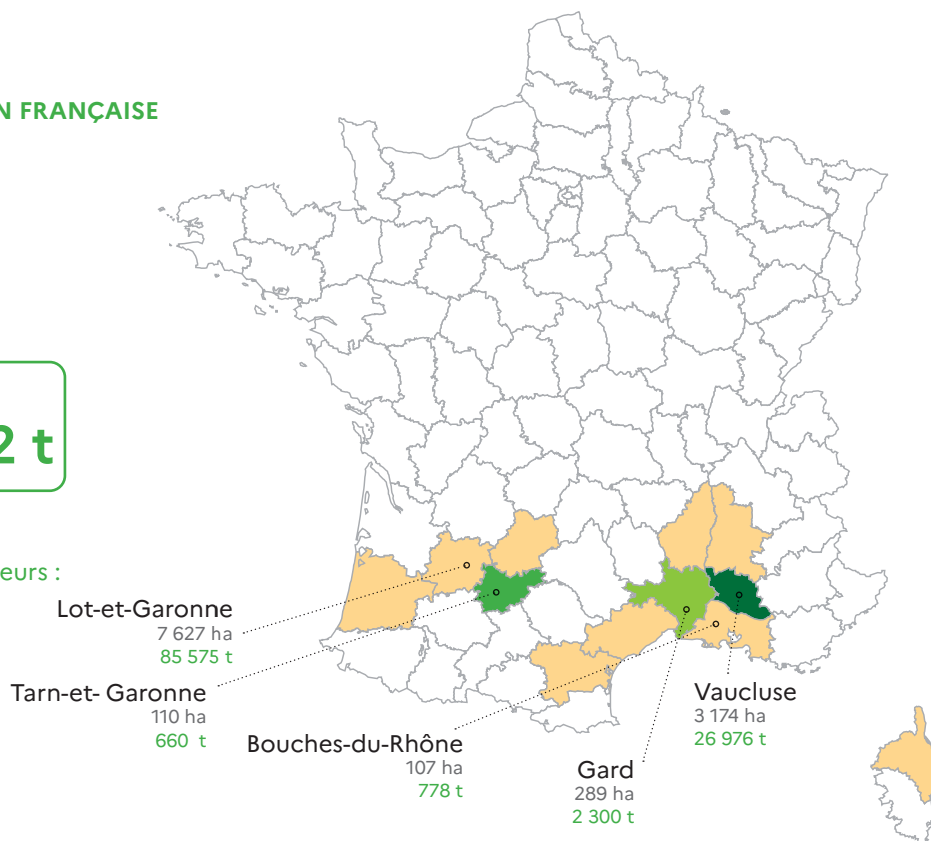 N FRANÇAISE
2 t
eurs :
Lot-et-Garonne
7 627 ha
85 575 t
Tarn-et- Garonne
110 ha
660 t
Bouches-du-Rhône
107 ha
778 t
Gard
289 ha
2 300 t
Vaucluse
3 174 ha
26 976 t